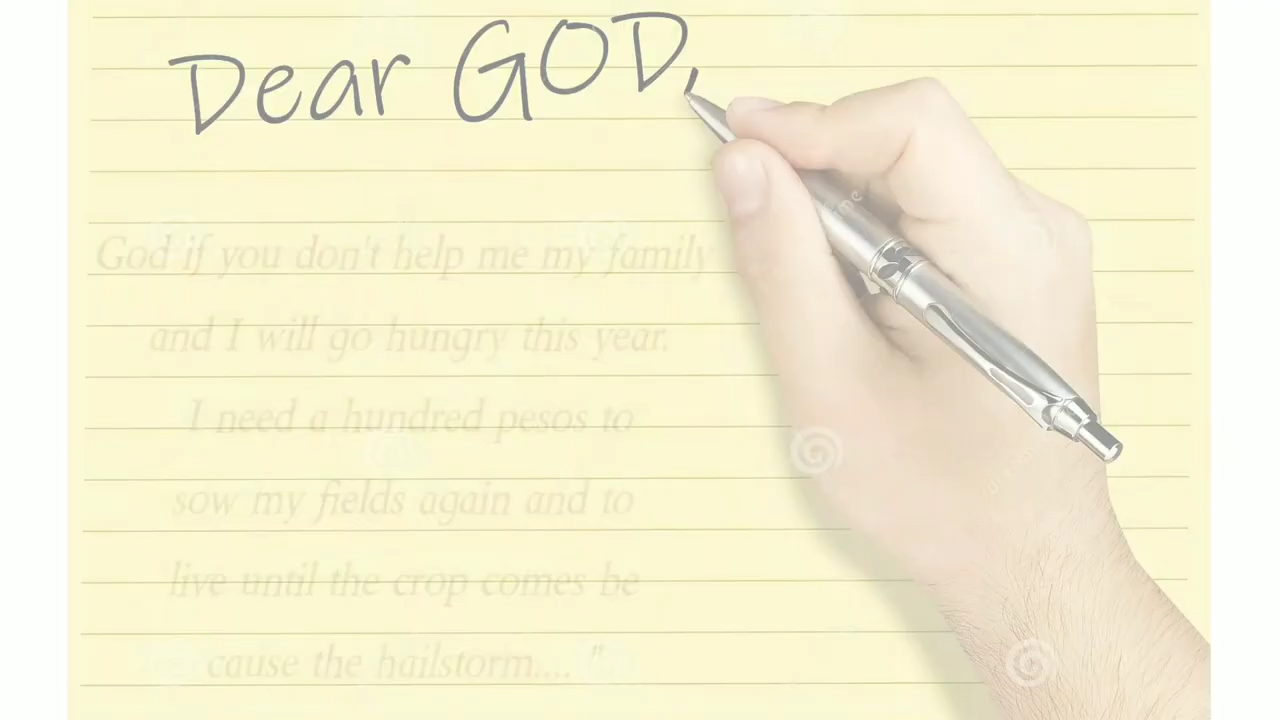 Dear GOD,
God if you don't help me my family
and I will go hungry this year.
I need a hundred pesos to
sow my fields again and to
live until the crop comes be
cause the hailstorm.... "